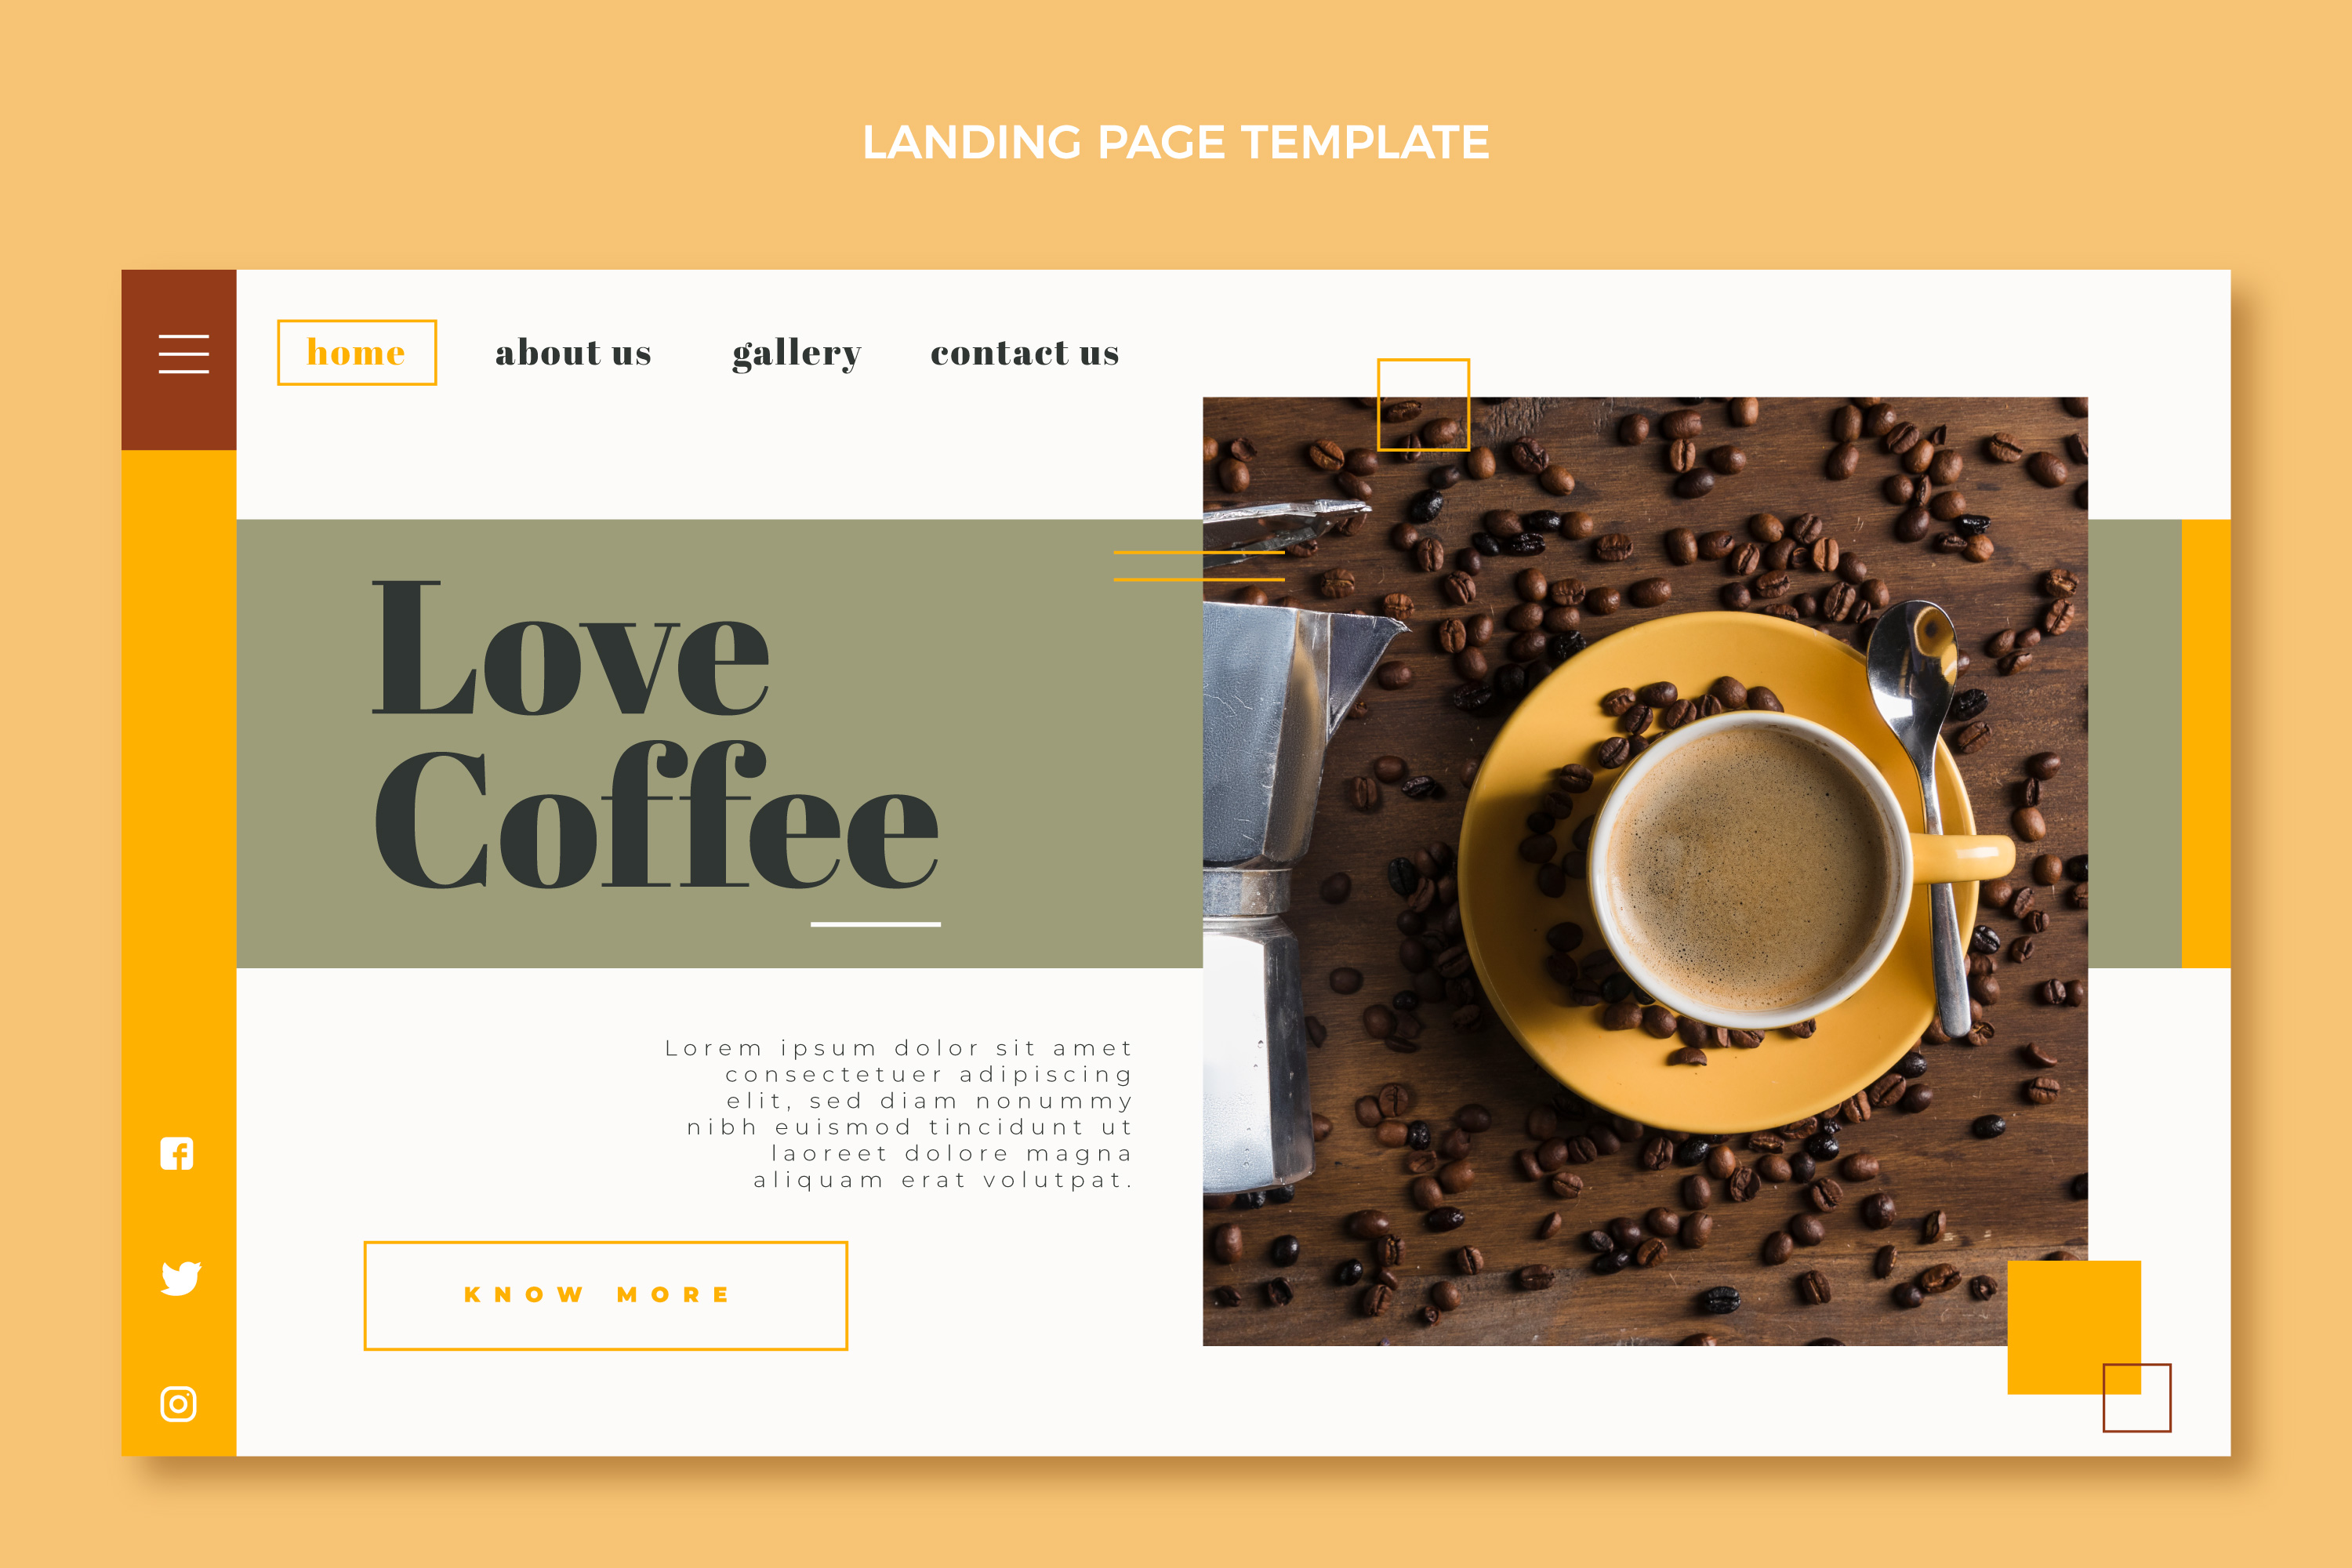 LANDING PAGE TEMPLATE
home about us gallery contact us
Love
Coffee
Lorem ipsum dolor sit amet
consectetuer adipiscing
elit, sed diam nonummy
nibh euismod tincidunt ut
laoreet dolore magna
aliquam erat volutpat.
KNOW MORE